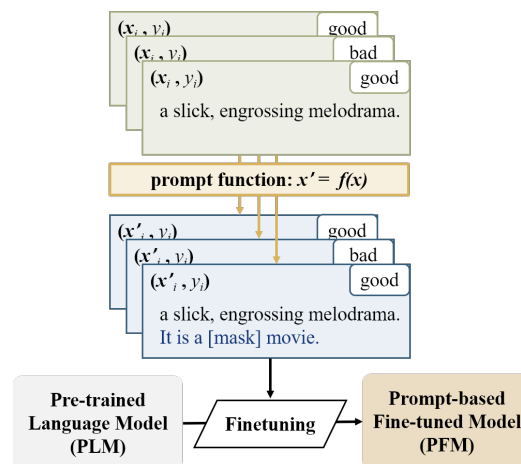 (xi , yi) good
(xi , yi) bad
(xi , yi) good
a slick, engrossing melodrama.
prompt function: x′ = f(x)
(x′i , yi) good
(x′i , yi) bad
(x′i , yi) good
a slick, engrossing melodrama.
It is a [mask] movie.
Pre-trained
Language Model
(PLM)
Finetuning
Prompt-based
Fine-tuned Model
(PFM)